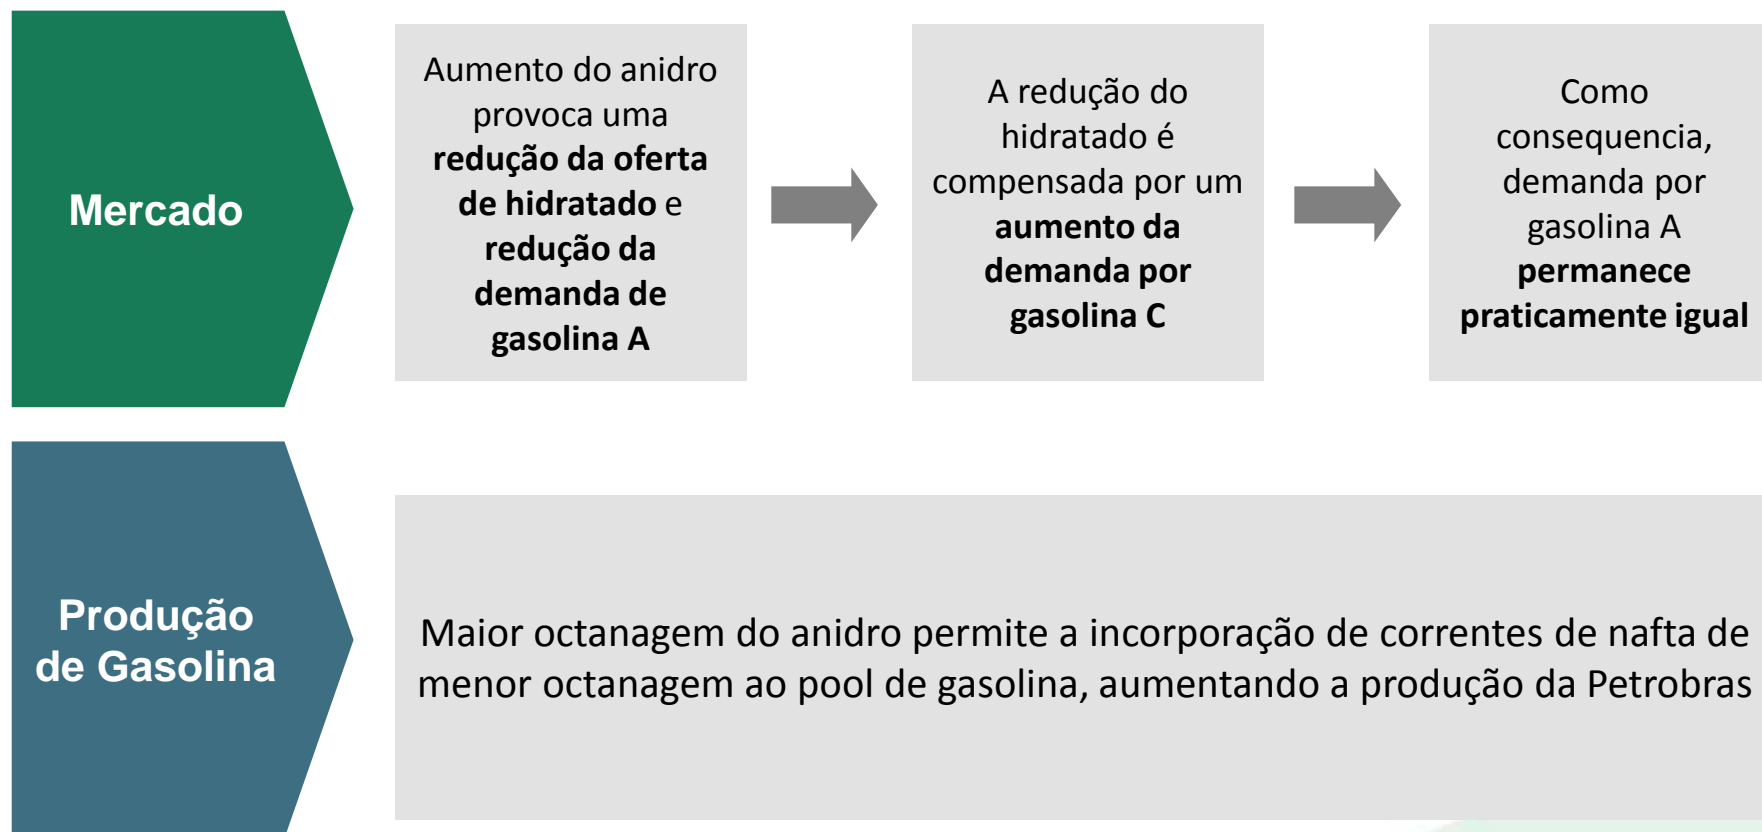 Mercado
Aumento do anidro
provoca uma
redução da oferta
de hidratado e
redução da
demanda de
gasolina A
A redução do
hidratado é
compensada por um
aumento da
demanda por
gasolina C
Como
consequencia,
demanda por
gasolina A
permanece
praticamente igual
Produção
de Gasolina
Maior octanagem do anidro permite a incorporação de correntes de nafta de
menor octanagem ao pool de gasolina, aumentando a produção da Petrobras